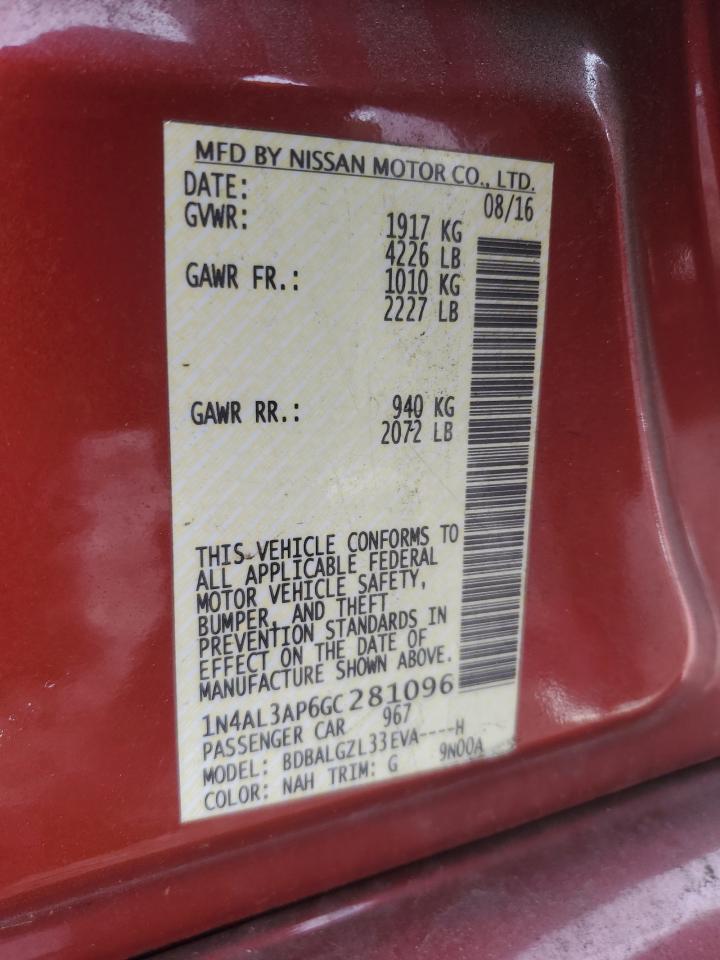 MFD BY NISSAN MOTOR CO., LTD.
DATE: 08/16
GVWR: 1917 KG
4226 LB
GAWR FR.: 1010 KG
2227 LB
GAWR RR.: 940 KG
2072 LB
THIS VEHICLE CONFORMS TO
ALL APPLICABLE FEDERAL
MOTOR VEHICLE SAFETY,
BUMPER, AND THEFT
PREVENTION STANDARDS IN
EFFECT ON THE DATE OF
MANUFACTURE SHOWN ABOVE.
1N4AL3AP6GC281096
PASSENGER CAR 967
MODEL: BDBALGZL33EVA----H
COLOR: NAH TRIM: G 9N00A